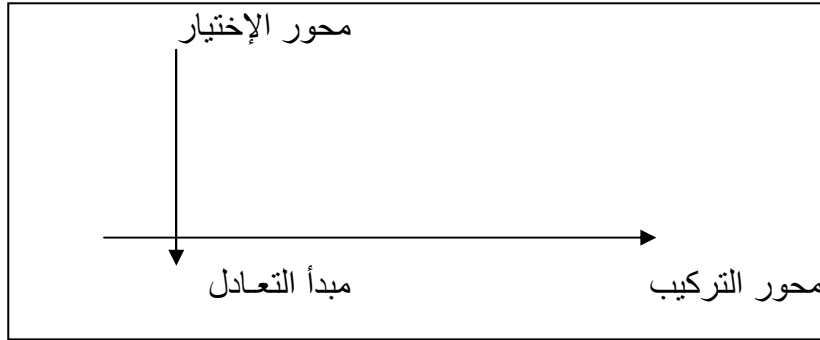 محور الإختيار
محور التركيب
مبدأ التعـادل